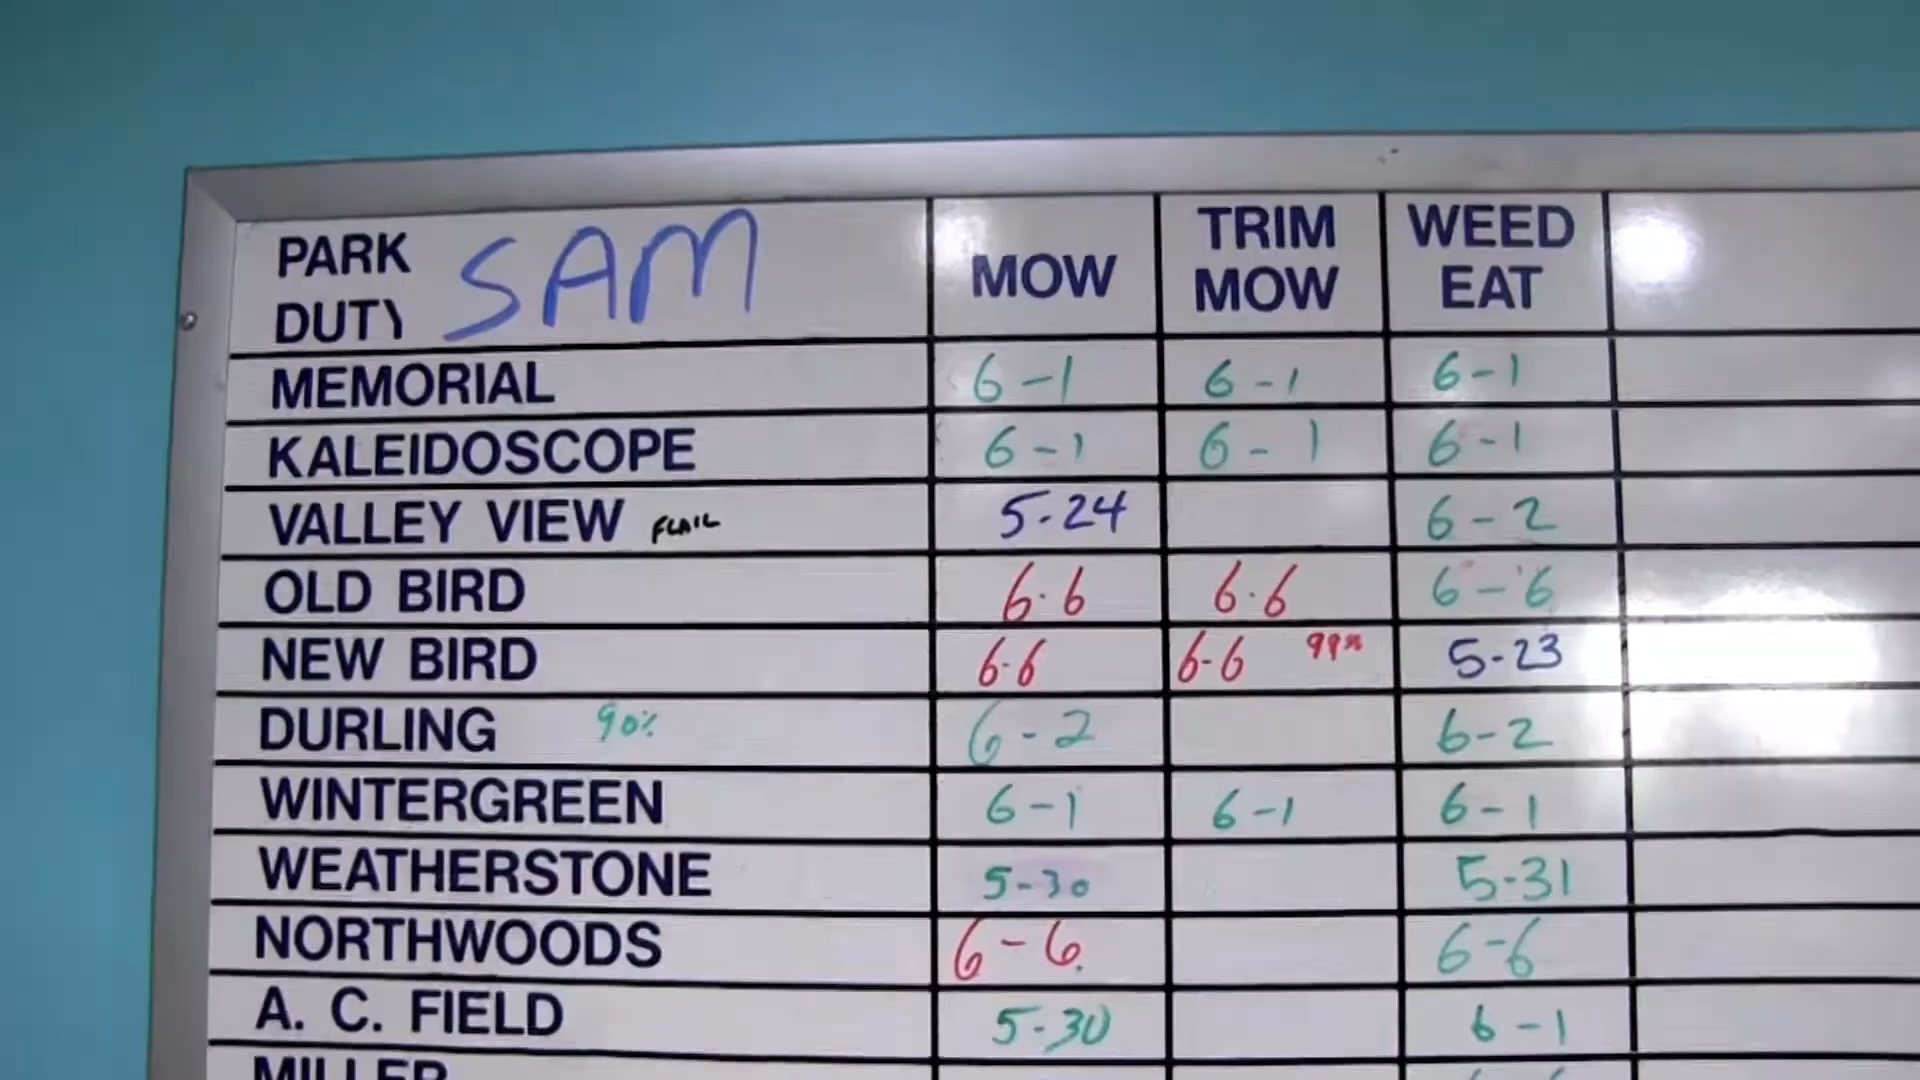 PARK DUTY SAM MOW TRIM MOW WEED EAT
MEMORIAL 6-1 6-1 6-1
KALEIDOSCOPE 6-1 6-1 6-1
VALLEY VIEW FLAIL 5-24 6-2
OLD BIRD 6.6 6.6 6-6
NEW BIRD 6-6 6-6 99% 5-23
DURLING 90% 6-2 6-2
WINTERGREEN 6-1 6-1 6-1
WEATHERSTONE 5-30 5-31
NORTHWOODS 6-6 6-6
A. C. FIELD 5-30 6-1
MILLER